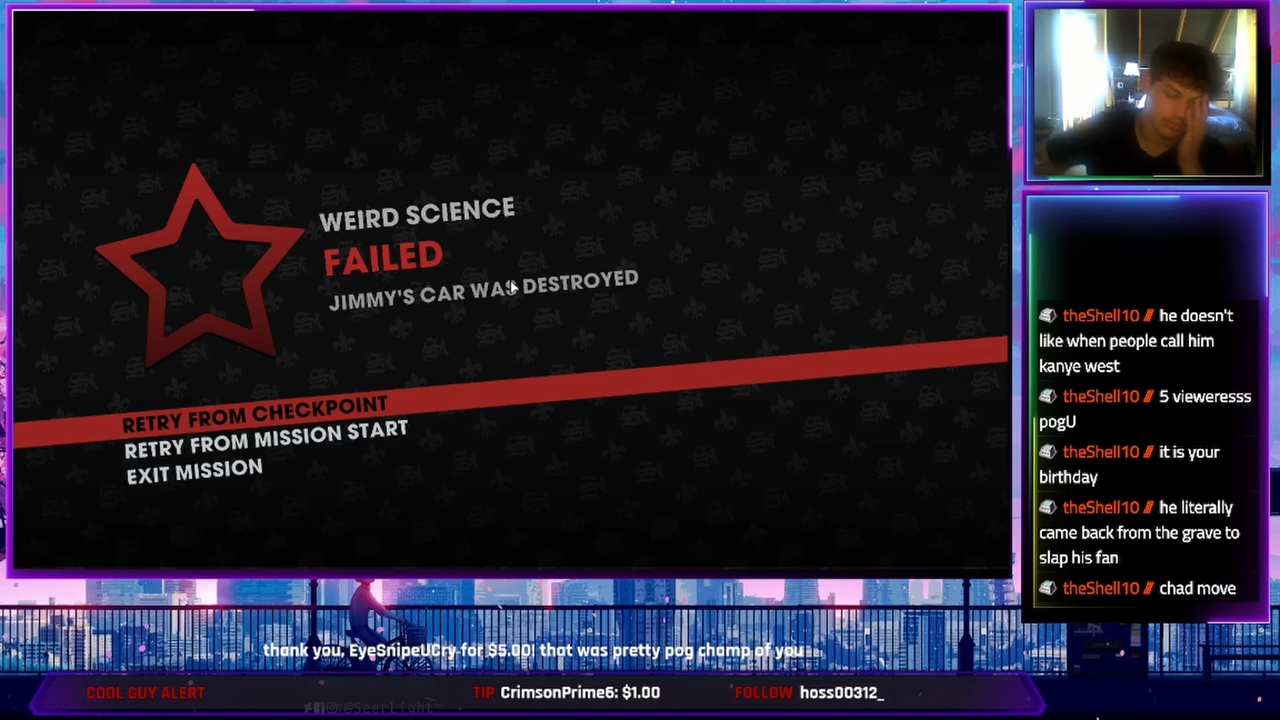 WEIRD SCIENCE
FAILED
JIMMY'S CAR WAS DESTROYED
RETRY FROM CHECKPOINT
RETRY FROM MISSION START
EXIT MISSION
theShell10 he doesn't
like when people call him
kanye west
theShell10 5 vieweresss
pogU
theShell10 it is your
birthday
theShell10 he literally
came back from the grave to
slap his fan
theShell10 chad move
thank you, EyeSnipeUCry for $5.00! that was pretty pog champ of you
COOL GUY ALERT
TIP CrimsonPrime6: $1.00
FOLLOW hoss00312_
@SeerLight